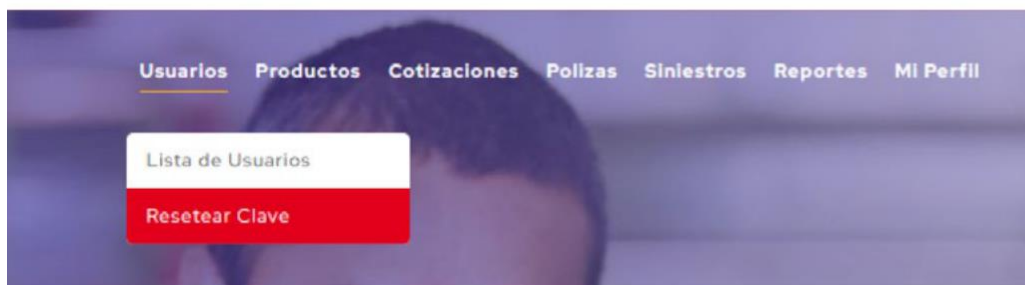 Usuarios Productos Cotizaciones Polizas Siniestros Reportes Mi Perfil
Lista de Usuarios
Resetear Clave